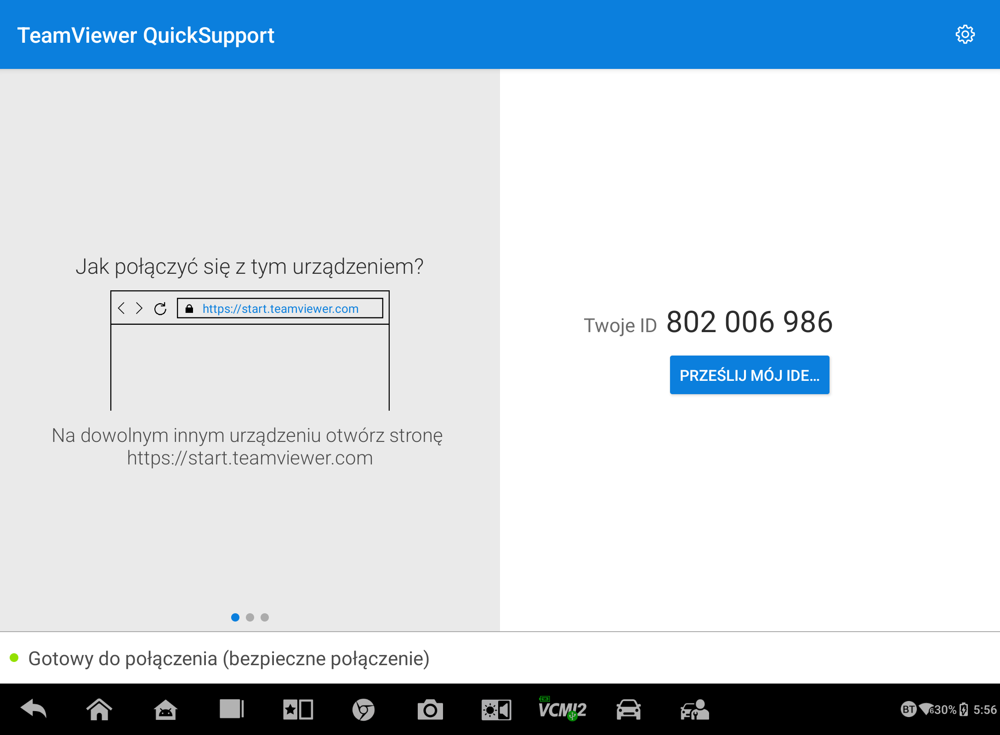 TeamViewer QuickSupport
Jak połączyć się z tym urządzeniem?
https://start.teamviewer.com
Na dowolnym innym urządzeniu otwórz stronę
https://start.teamviewer.com
Twoje ID 802 006 986
PRZEŚLIJ MÓJ IDE...
Gotowy do połączenia (bezpieczne połączenie)
VCMI2
BT 6 30% 5:56